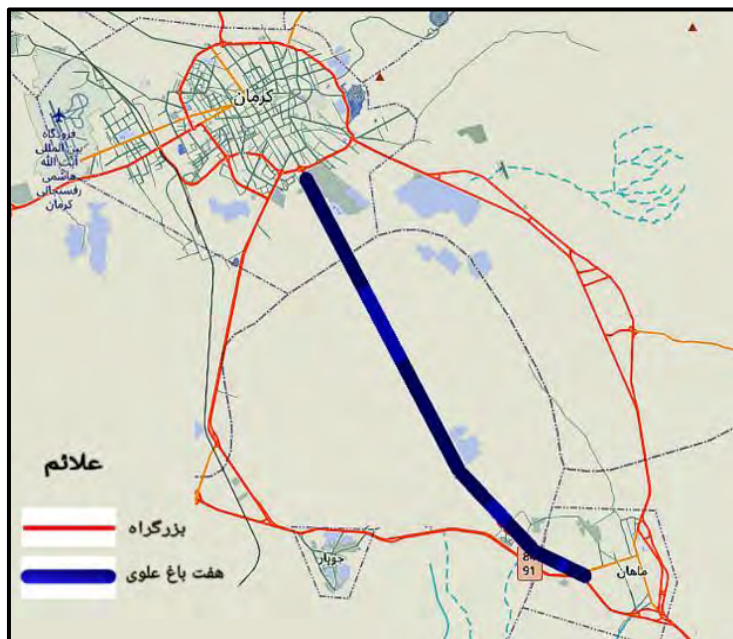 کرمان
فرودگاه
بین‌المللی
آیت الله
هاشمی
رفسنجانی
کرمان
علائم
بزرگراه
هفت باغ علوی
جوپار
91
ماهان